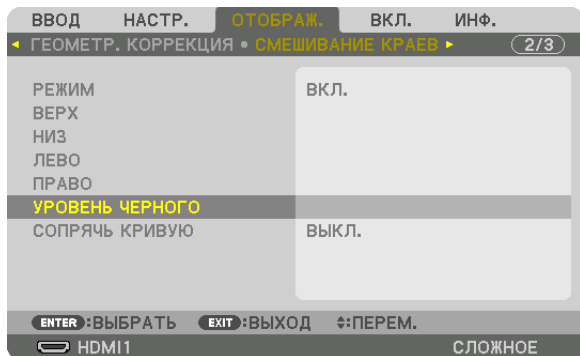 ВВОД НАСТР. ОТОБРАЖ. ВКЛ. ИНФ.
ГЕОМЕТР. КОРРЕКЦИЯ • СМЕШИВАНИЕ КРАЕВ 2/3
РЕЖИМ ВКЛ.
ВЕРХ
НИЗ
ЛЕВО
ПРАВО
УРОВЕНЬ ЧЕРНОГО
СОПРЯЧЬ КРИВУЮ ВЫКЛ.
ENTER:ВЫБРАТЬ EXIT:ВЫХОД :ПЕРЕМ.
HDMI1 СЛОЖНОЕ